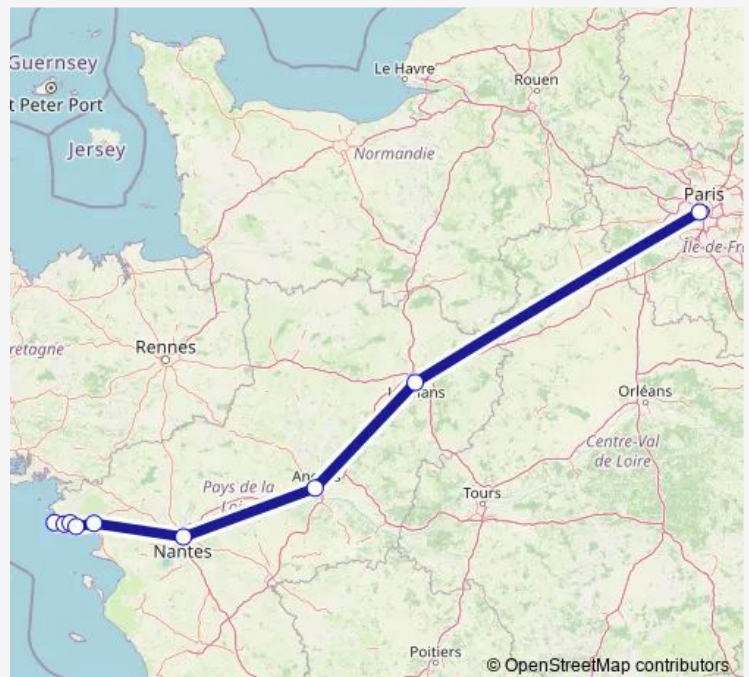 Guernsey
t Peter Port
Jersey
Le Havre
Rouen
Normandie
Paris
Île-de-Fr
Rennes
retagne
Orléans
Centre-Val
de Loire
Pays de la
Tours
Nantes
Poitiers
© OpenStreetMap contributors